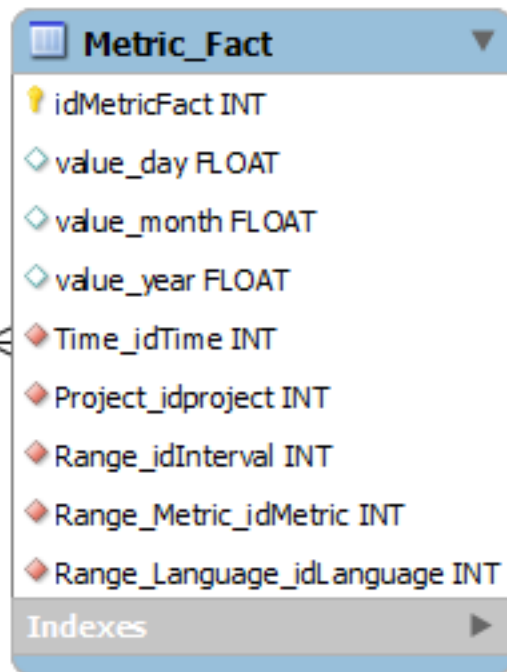 Metric_Fact
idMetricFact INT
value_day FLOAT
value_month FLOAT
value_year FLOAT
Time_idTime INT
Project_idproject INT
Range_idInterval INT
Range_Metric_idMetric INT
Range_Language_idLanguage INT
Indexes